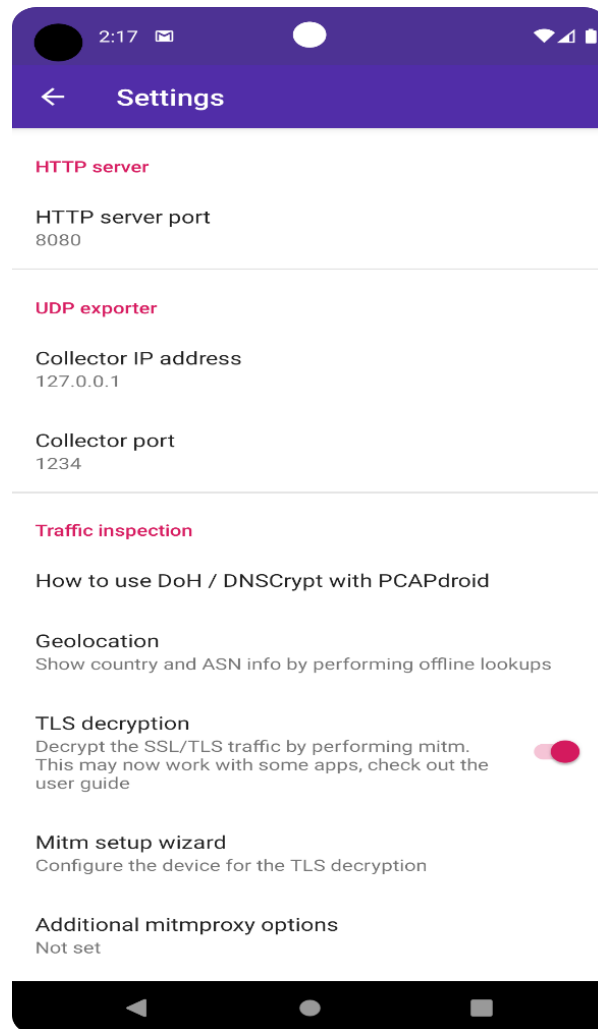 2:17
Settings
HTTP server
HTTP server port
8080
UDP exporter
Collector IP address
127.0.0.1
Collector port
1234
Traffic inspection
How to use DoH / DNSCrypt with PCAPdroid
Geolocation
Show country and ASN info by performing offline lookups
TLS decryption
Decrypt the SSL/TLS traffic by performing mitm.
This may now work with some apps, check out the
user guide
Mitm setup wizard
Configure the device for the TLS decryption
Additional mitmproxy options
Not set